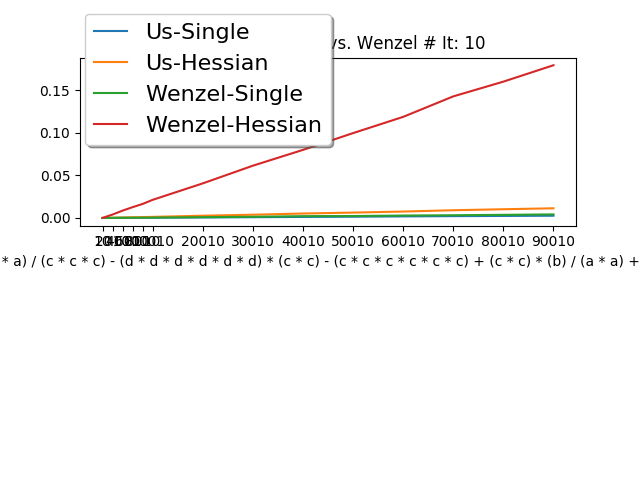 Us-Single
Us-Hessian
Wenzel-Single
Wenzel-Hessian
vs. Wenzel # It: 10
0.15
0.10
0.05
0.00
20010 30010 40010 50010 60010 70010 80010 90010
* a) / (c * c * c) - (d * d * d * d * d * d) * (c * c) - (c * c * c * c * c * c) + (c * c) * (b) / (a * a) +